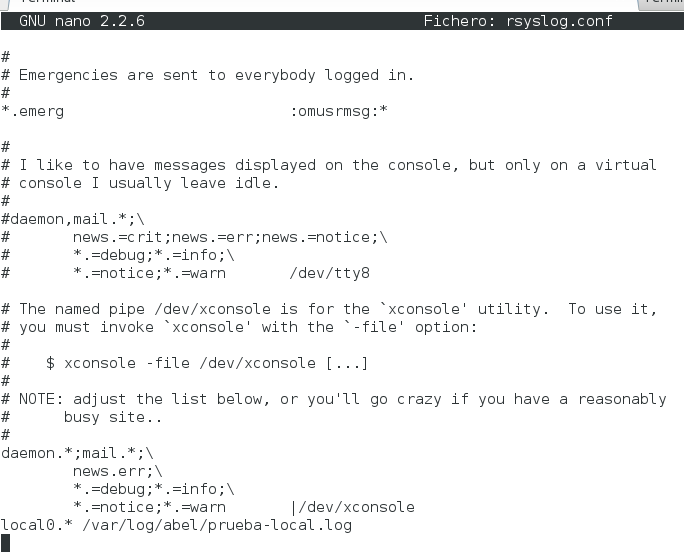 Terminal
GNU nano 2.2.6 Fichero: rsyslog.conf
#
# Emergencies are sent to everybody logged in.
#
*.emerg :omusrmsg:*
#
# I like to have messages displayed on the console, but only on a virtual
# console I usually leave idle.
#
#daemon,mail.*;\
# news.=crit;news.=err;news.=notice;\
# *.=debug;*.=info;\
# *.=notice;*.=warn /dev/tty8
# The named pipe /dev/xconsole is for the `xconsole' utility. To use it,
# you must invoke `xconsole' with the `-file' option:
#
# $ xconsole -file /dev/xconsole [...]
#
# NOTE: adjust the list below, or you'll go crazy if you have a reasonably
# busy site..
#
daemon.*;mail.*;\
news.err;\
*.=debug;*.=info;\
*.=notice;*.=warn |/dev/xconsole
local0.* /var/log/abel/prueba-local.log